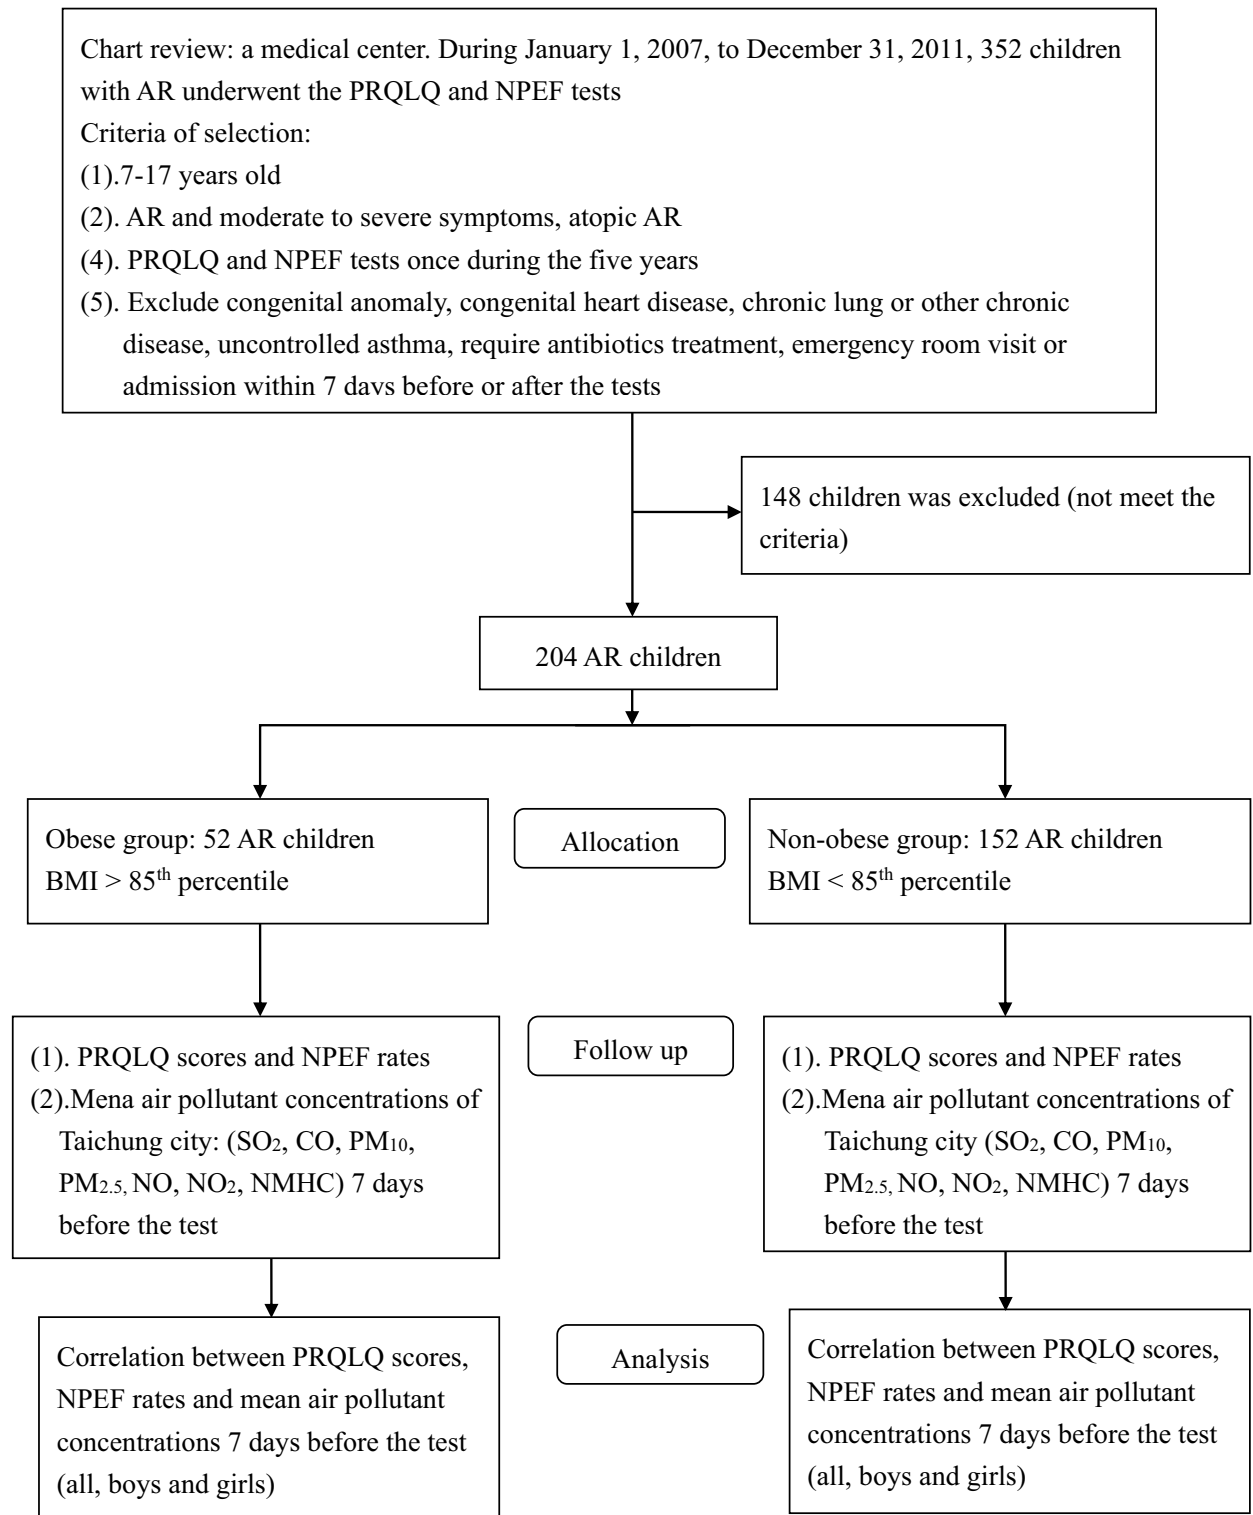 Chart review: a medical center. During January 1, 2007, to December 31, 2011, 352 children
with AR underwent the PRQLQ and NPEF tests
Criteria of selection:
(1).7-17 years old
(2). AR and moderate to severe symptoms, atopic AR
(4). PRQLQ and NPEF tests once during the five years
(5). Exclude congenital anomaly, congenital heart disease, chronic lung or other chronic
disease, uncontrolled asthma, require antibiotics treatment, emergency room visit or
admission within 7 days before or after the tests
148 children was excluded (not meet the
criteria)
204 AR children
Obese group: 52 AR children
BMI > 85th percentile
Allocation
Non-obese group: 152 AR children
BMI < 85th percentile
(1). PRQLQ scores and NPEF rates
(2).Mena air pollutant concentrations of
Taichung city: (SO2, CO, PM10,
PM2.5, NO, NO2, NMHC) 7 days
before the test
Follow up
(1). PRQLQ scores and NPEF rates
(2).Mena air pollutant concentrations of
Taichung city (SO2, CO, PM10,
PM2.5, NO, NO2, NMHC) 7 days
before the test
Correlation between PRQLQ scores,
NPEF rates and mean air pollutant
concentrations 7 days before the test
(all, boys and girls)
Analysis
Correlation between PRQLQ scores,
NPEF rates and mean air pollutant
concentrations 7 days before the test
(all, boys and girls)